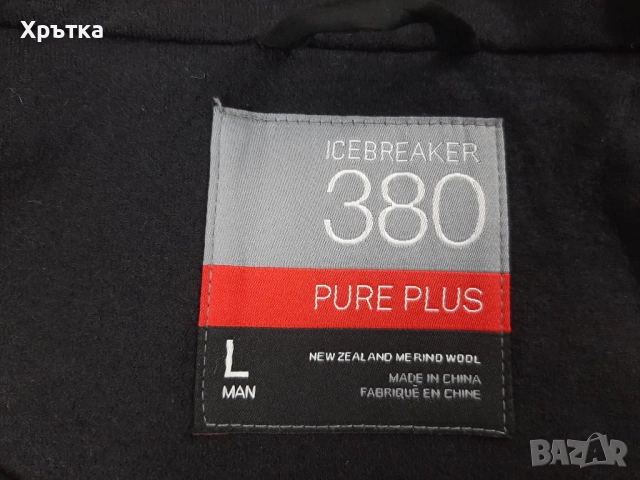 Хрътка
ICEBREAKER
380
PURE PLUS
L
MAN
NEW ZEALAND MERINO WOOL
MADE IN CHINA
FABRIQUÉ EN CHINE
BAZAR